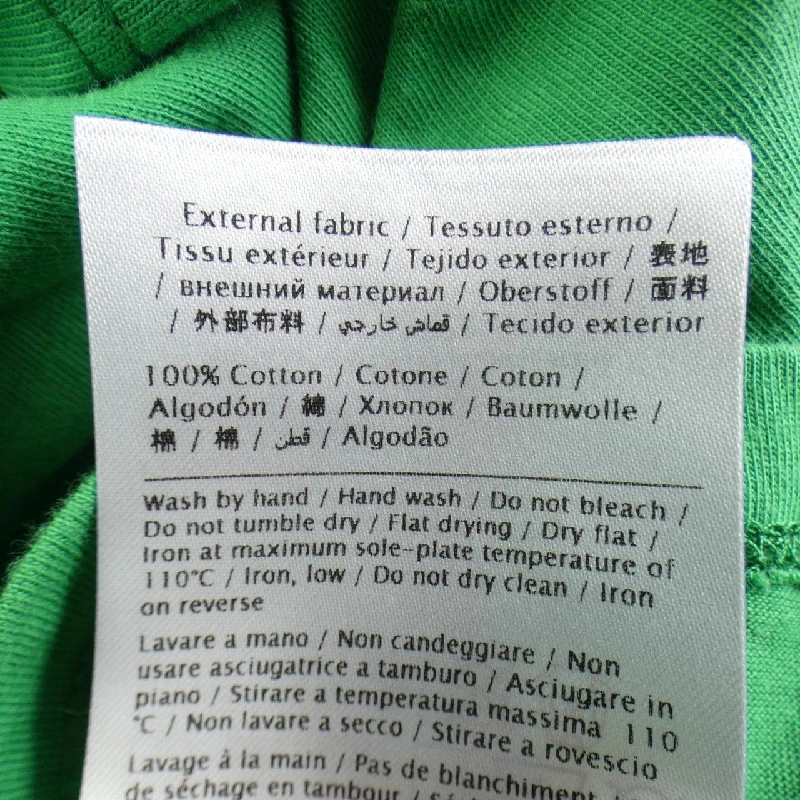 External fabric / Tessuto esterno /
Tissu extérieur / Tejido exterior / 表地
/ внешний материал / Oberstoff / 面料
/ 外部布料 / قماش خارجي / Tecido exterior
100% Cotton / Cotone / Coton /
Algodón / 綿 / Хлопок / Baumwolle /
棉 / 棉 / قطن / Algodão
Wash by hand / Hand wash / Do not bleach /
Do not tumble dry / Flat drying / Dry flat /
Iron at maximum sole-plate temperature of
110°C / Iron, low / Do not dry clean / Iron
on reverse
Lavare a mano / Non candeggiare / Non
usare asciugatrice a tamburo / Asciugare in
piano / Stirare a temperatura massima 110
°C / Non lavare a secco / Stirare a rovescio
Lavage à la main / Pas de blanchiment /
de séchage en tambour /